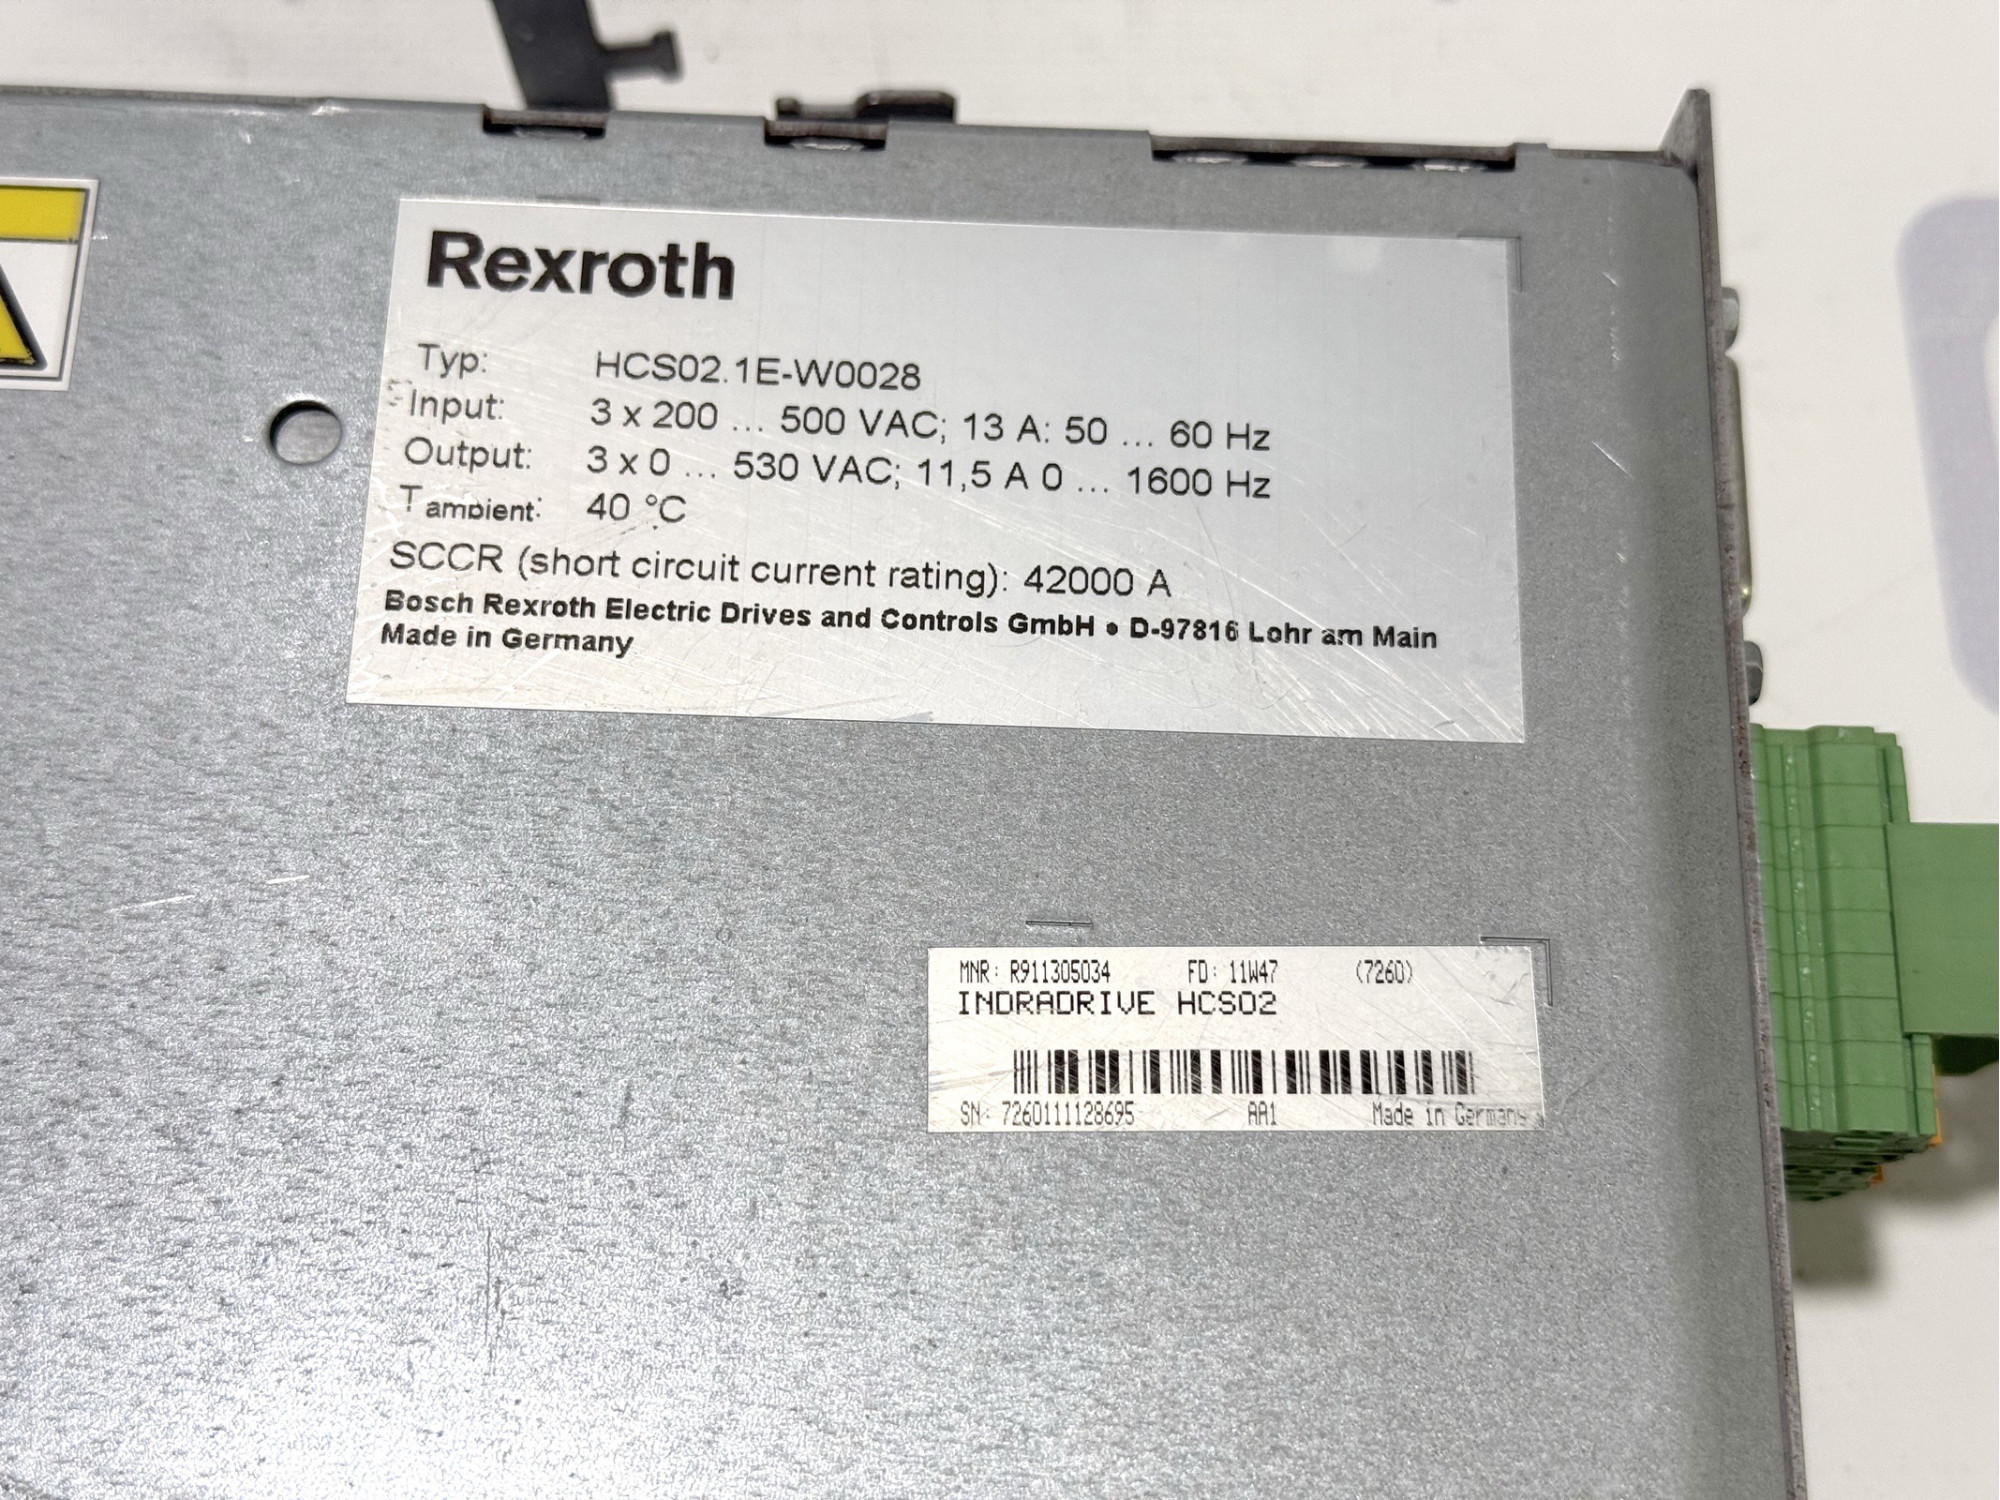 Rexroth
Typ: HCS02.1E-W0028
Input: 3 x 200 ... 500 VAC; 13 A: 50 ... 60 Hz
Output: 3 x 0 ... 530 VAC; 11,5 A 0 ... 1600 Hz
T ambient: 40 °C
SCCR (short circuit current rating): 42000 A
Bosch Rexroth Electric Drives and Controls GmbH • D-97816 Lohr am Main
Made in Germany
MNR: R911305034 FD: 11W47 (7260)
INDRADRIVE HCS02
SN: 7260111128695 AA1 Made in Germany